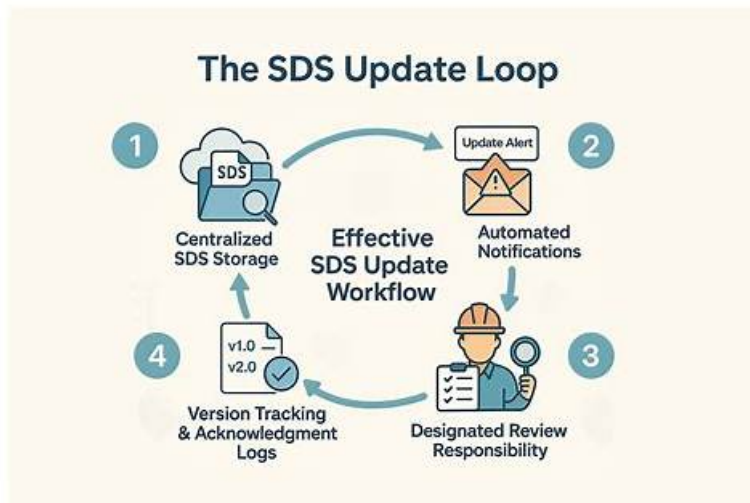 The SDS Update Loop
1
SDS
Centralized
SDS Storage
Update Alert
2
Automated
Notifications
Effective
SDS Update
Workflow
3
Designated Review
Responsibility
4
v1.0
v2.0
Version Tracking
& Acknowledgment
Logs